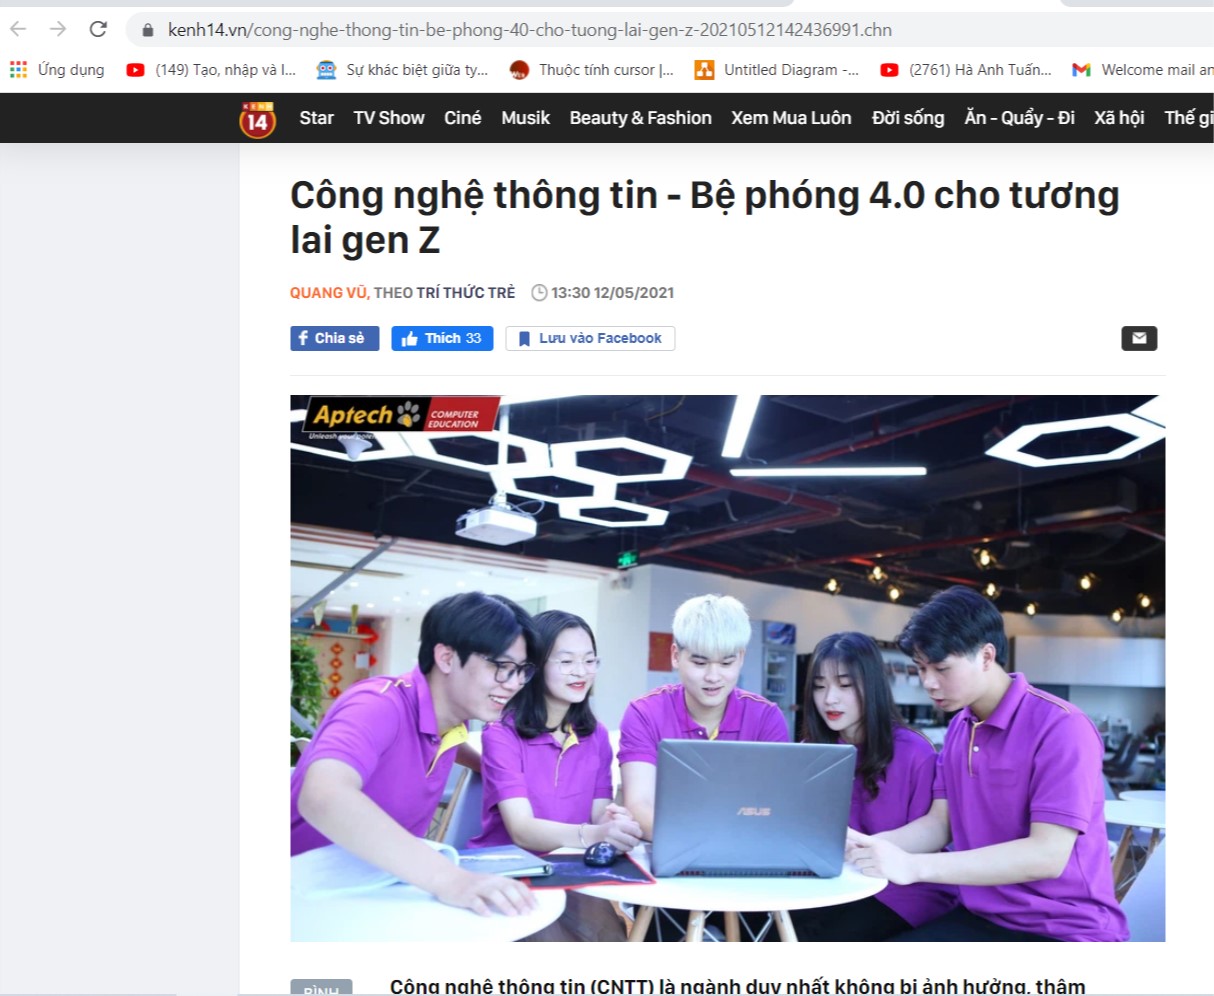 kenh14.vn/cong-nghe-thong-tin-be-phong-40-cho-tuong-lai-gen-z-20210512142436991.chn
Ứng dụng (149) Tạo, nhập và l... Sự khác biệt giữa ty... Thuộc tính cursor |... Untitled Diagram -... (2761) Hà Anh Tuấn... Welcome mail an
KENH 14 Star TV Show Ciné Musik Beauty & Fashion Xem Mua Luôn Đời sống Ăn - Quẩy - Đi Xã hội Thế gi
Công nghệ thông tin - Bệ phóng 4.0 cho tương
lai gen Z
QUANG VŨ, THEO TRÍ THỨC TRẺ 13:30 12/05/2021
Chia sẻ Thích 33 Lưu vào Facebook
Aptech COMPUTER
EDUCATION
Unleash your
ASUS
BÌNH
Công nghệ thông tin (CNTT) là ngành duy nhất không bị ảnh hưởng, thậm